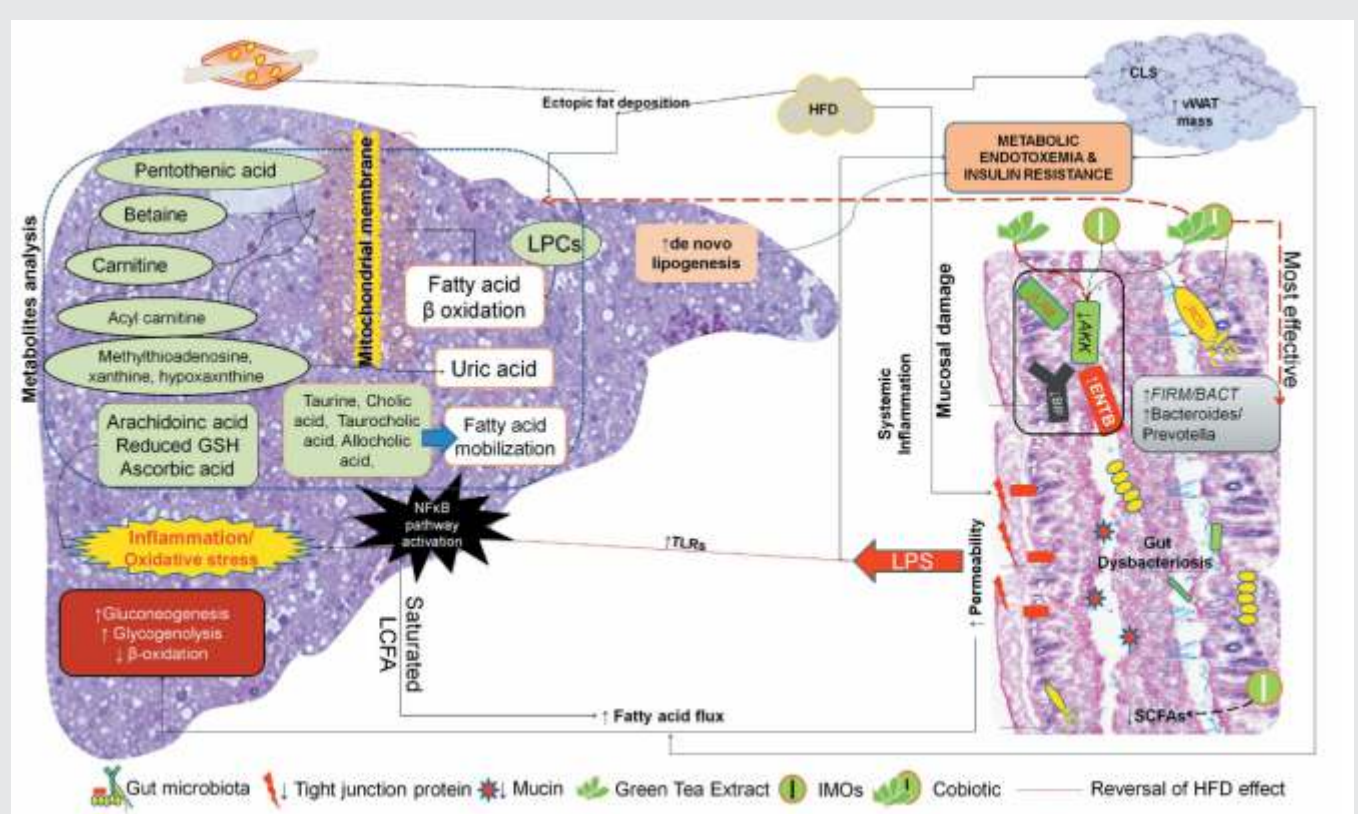 Ectopic fat deposition
HFD
↑CLS
↑ vWAT
mass
METABOLIC
ENDOTOXEMIA &
INSULIN RESISTANCE
Metabolites analysis
Pentothenic acid
Betaine
Carnitine
Acyl carnitine
Methylthioadenosine,
xanthine, hypoxaxnthine
Arachidoinc acid
Reduced GSH
Ascorbic acid
Mitochondrial membrane
LPCs
Fatty acid
β oxidation
Uric acid
Taurine, Cholic
acid, Taurocholic
acid, Allocholic
acid,
Fatty acid
mobilization
↑de novo
lipogenesis
NFκB
pathway
activation
Inflammation/
Oxidative stress
↑Gluconeogenesis
↑ Glycogenolysis
↓ β-oxidation
Saturated
LCFA
↑ Fatty acid flux
↑TLRs
LPS
Systemic
Inflammation
Mucosal damage
↑ Permeability
Most effective
↓AKK
↑ENTB
↑FIRM/BACT
↑Bacteroides/
Prevotella
Gut
Dysbacteriosis
↓SCFAs
Gut microbiota
↓ Tight junction protein
↓ Mucin
Green Tea Extract
IMOs
Cobiotic
Reversal of HFD effect